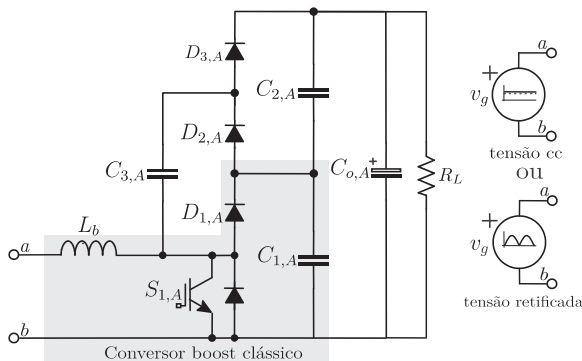 D3,A
C2,A
D2,A
C3,A
Co,A
+
RL
D1,A
C1,A
Lb
a
S1,A
b
Conversor boost clássico
a
+
vg
b
tensão cc
ou
a
+
vg
b
tensão retificada